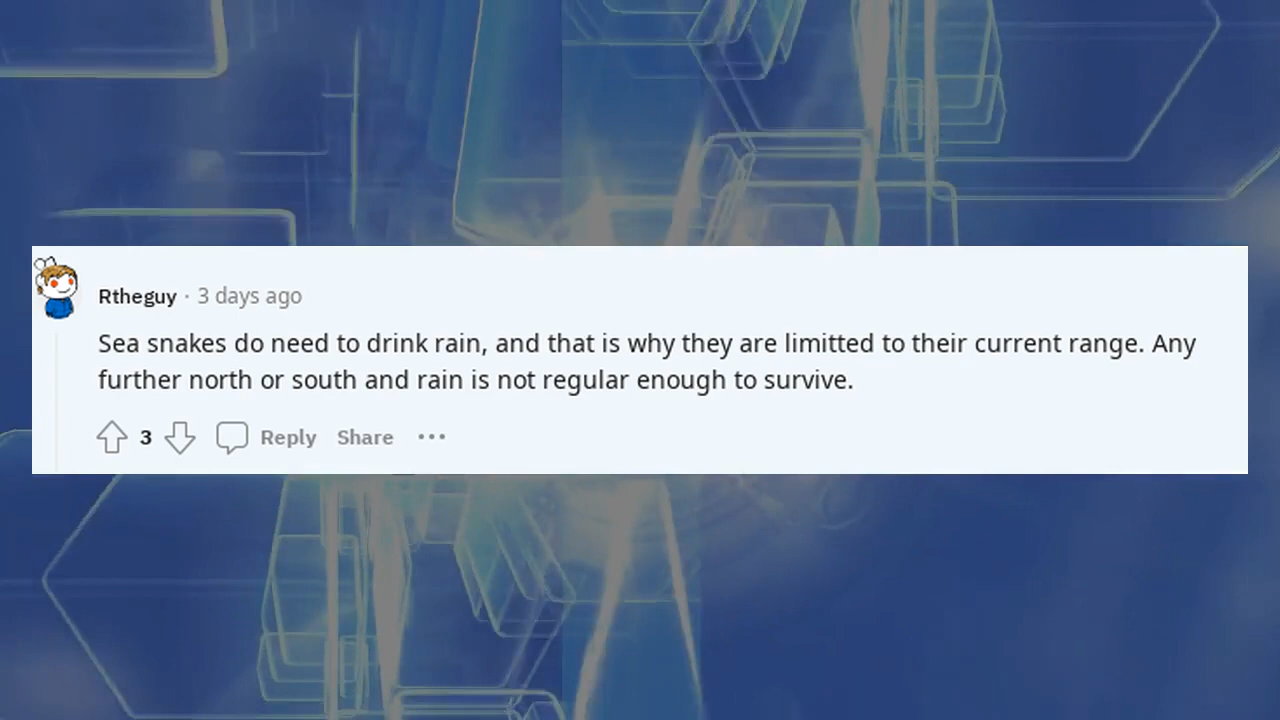 Rtheguy · 3 days ago
Sea snakes do need to drink rain, and that is why they are limitted to their current range. Any
further north or south and rain is not regular enough to survive.
3 Reply Share ...